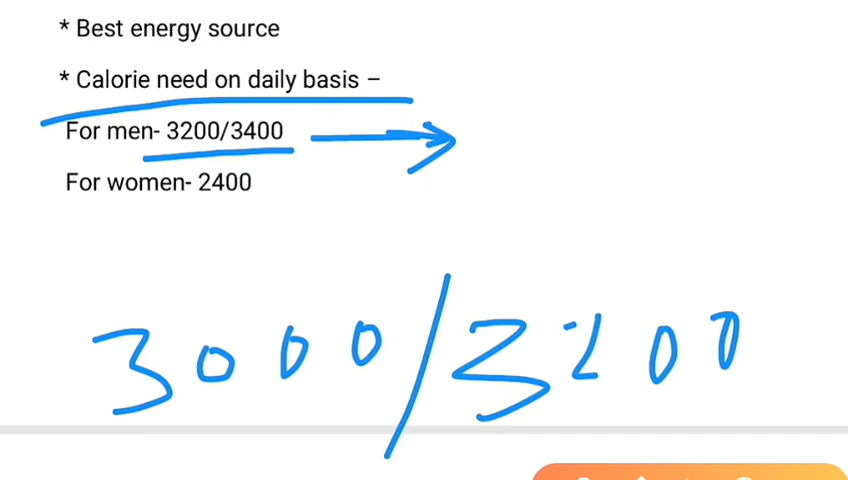 * Best energy source
* Calorie need on daily basis –
For men- 3200/3400
For women- 2400
3000/3200